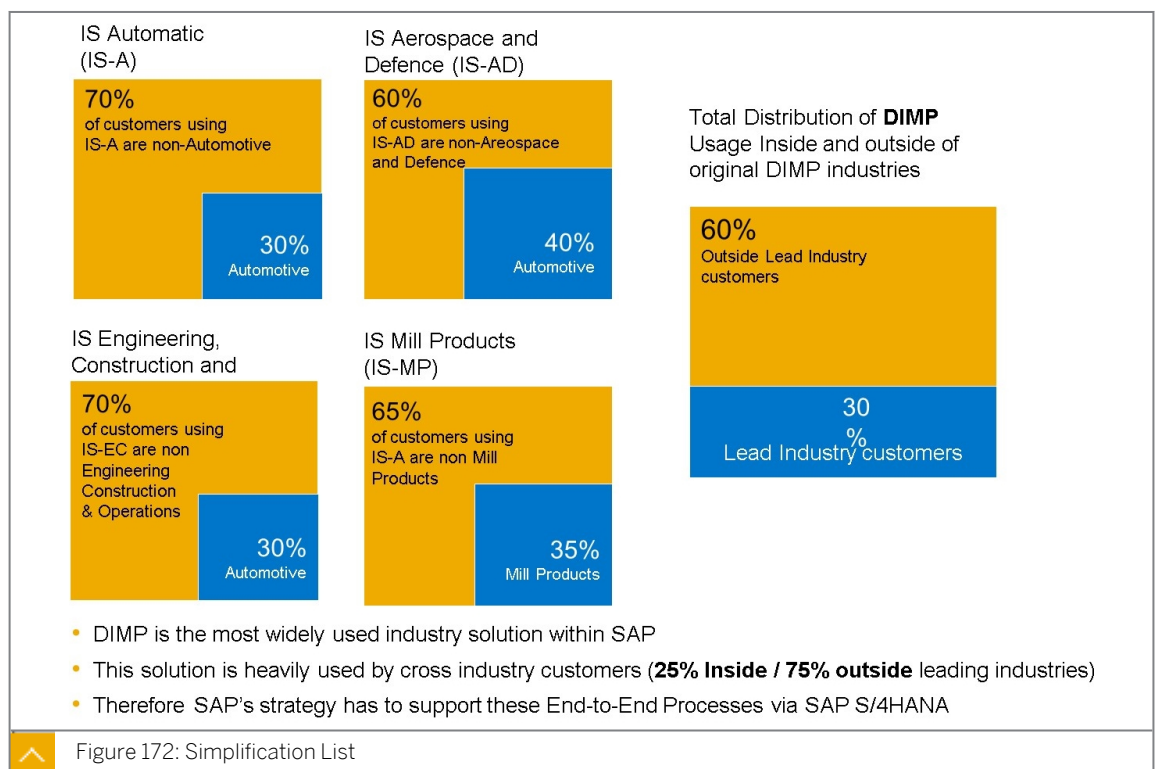 IS Automatic
(IS-A)
70%
of customers using
IS-A are non-Automotive
30%
Automotive
IS Aerospace and
Defence (IS-AD)
60%
of customers using
IS-AD are non-Areospace
and Defence
40%
Automotive
Total Distribution of DIMP
Usage Inside and outside of
original DIMP industries
60%
Outside Lead Industry
customers
30
%
Lead Industry customers
IS Engineering,
Construction and
70%
of customers using
IS-EC are non
Engineering
Construction
& Operations
30%
Automotive
IS Mill Products
(IS-MP)
65%
of customers using
IS-A are non Mill
Products
35%
Mill Products
• DIMP is the most widely used industry solution within SAP
• This solution is heavily used by cross industry customers (25% Inside / 75% outside leading industries)
• Therefore SAP's strategy has to support these End-to-End Processes via SAP S/4HANA
Figure 172: Simplification List